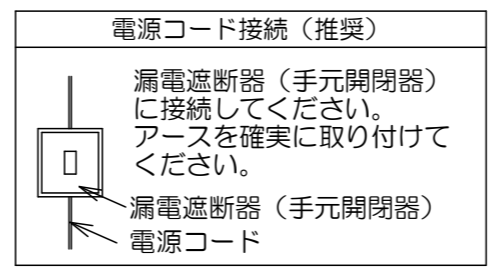 電源コード接続（推奨）
漏電遮断器（手元開閉器）
に接続してください。
アースを確実に取り付けて
ください。
漏電遮断器（手元開閉器）
電源コード